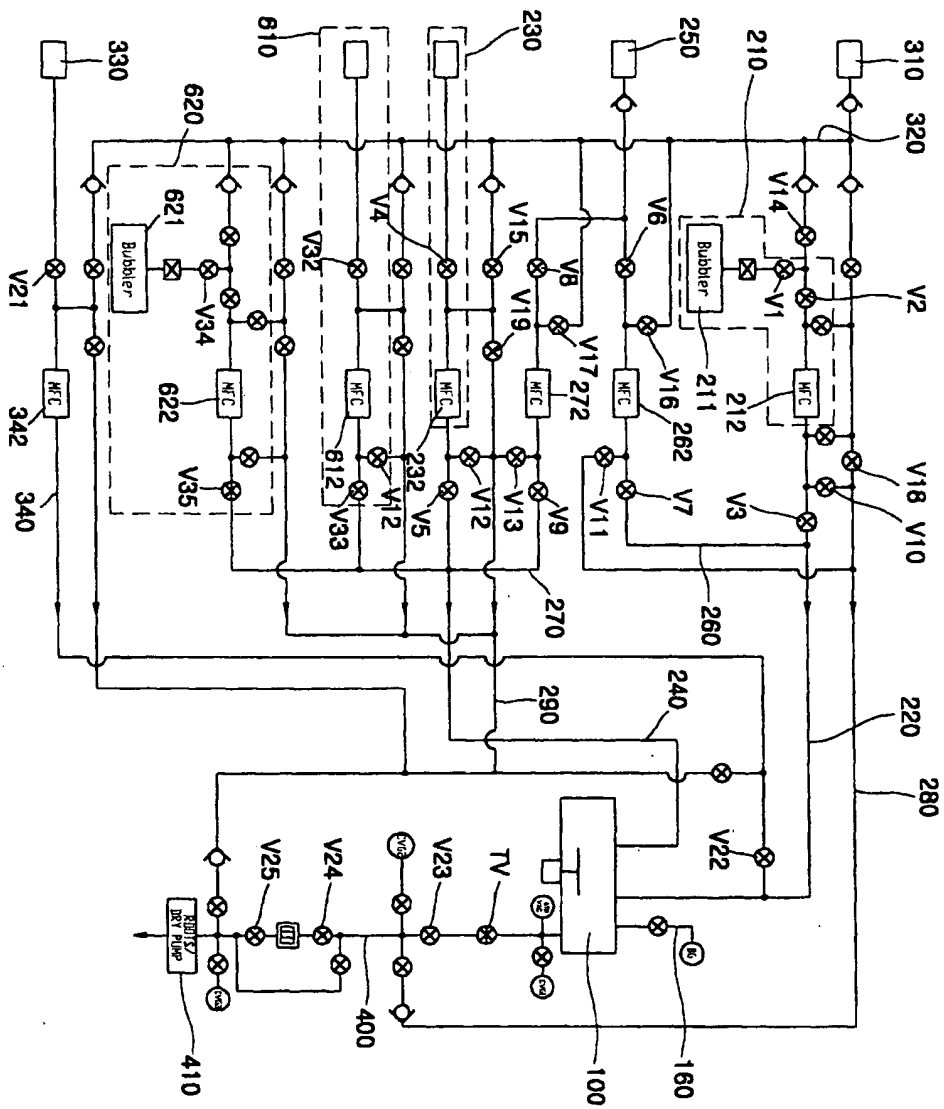 330
610
230
250
210
310
620
320
621
Bubbler
V21
V34
V32
V4
V15
V8
V6
V14
Bubbler
V1
V2
V19
V17
V16
211
212
MFC
342
MFC
622
MFC
612
MFC
232
MFC
272
MFC
262
MFC
340
V35
V33
V12
V5
V12
V13
V9
V11
V7
V3
V18
V10
270
260
290
240
220
280
V22
V25
V24
CVG2
V23
TV
ROOTS/
DRY PUMP
410
400
100
BG
160